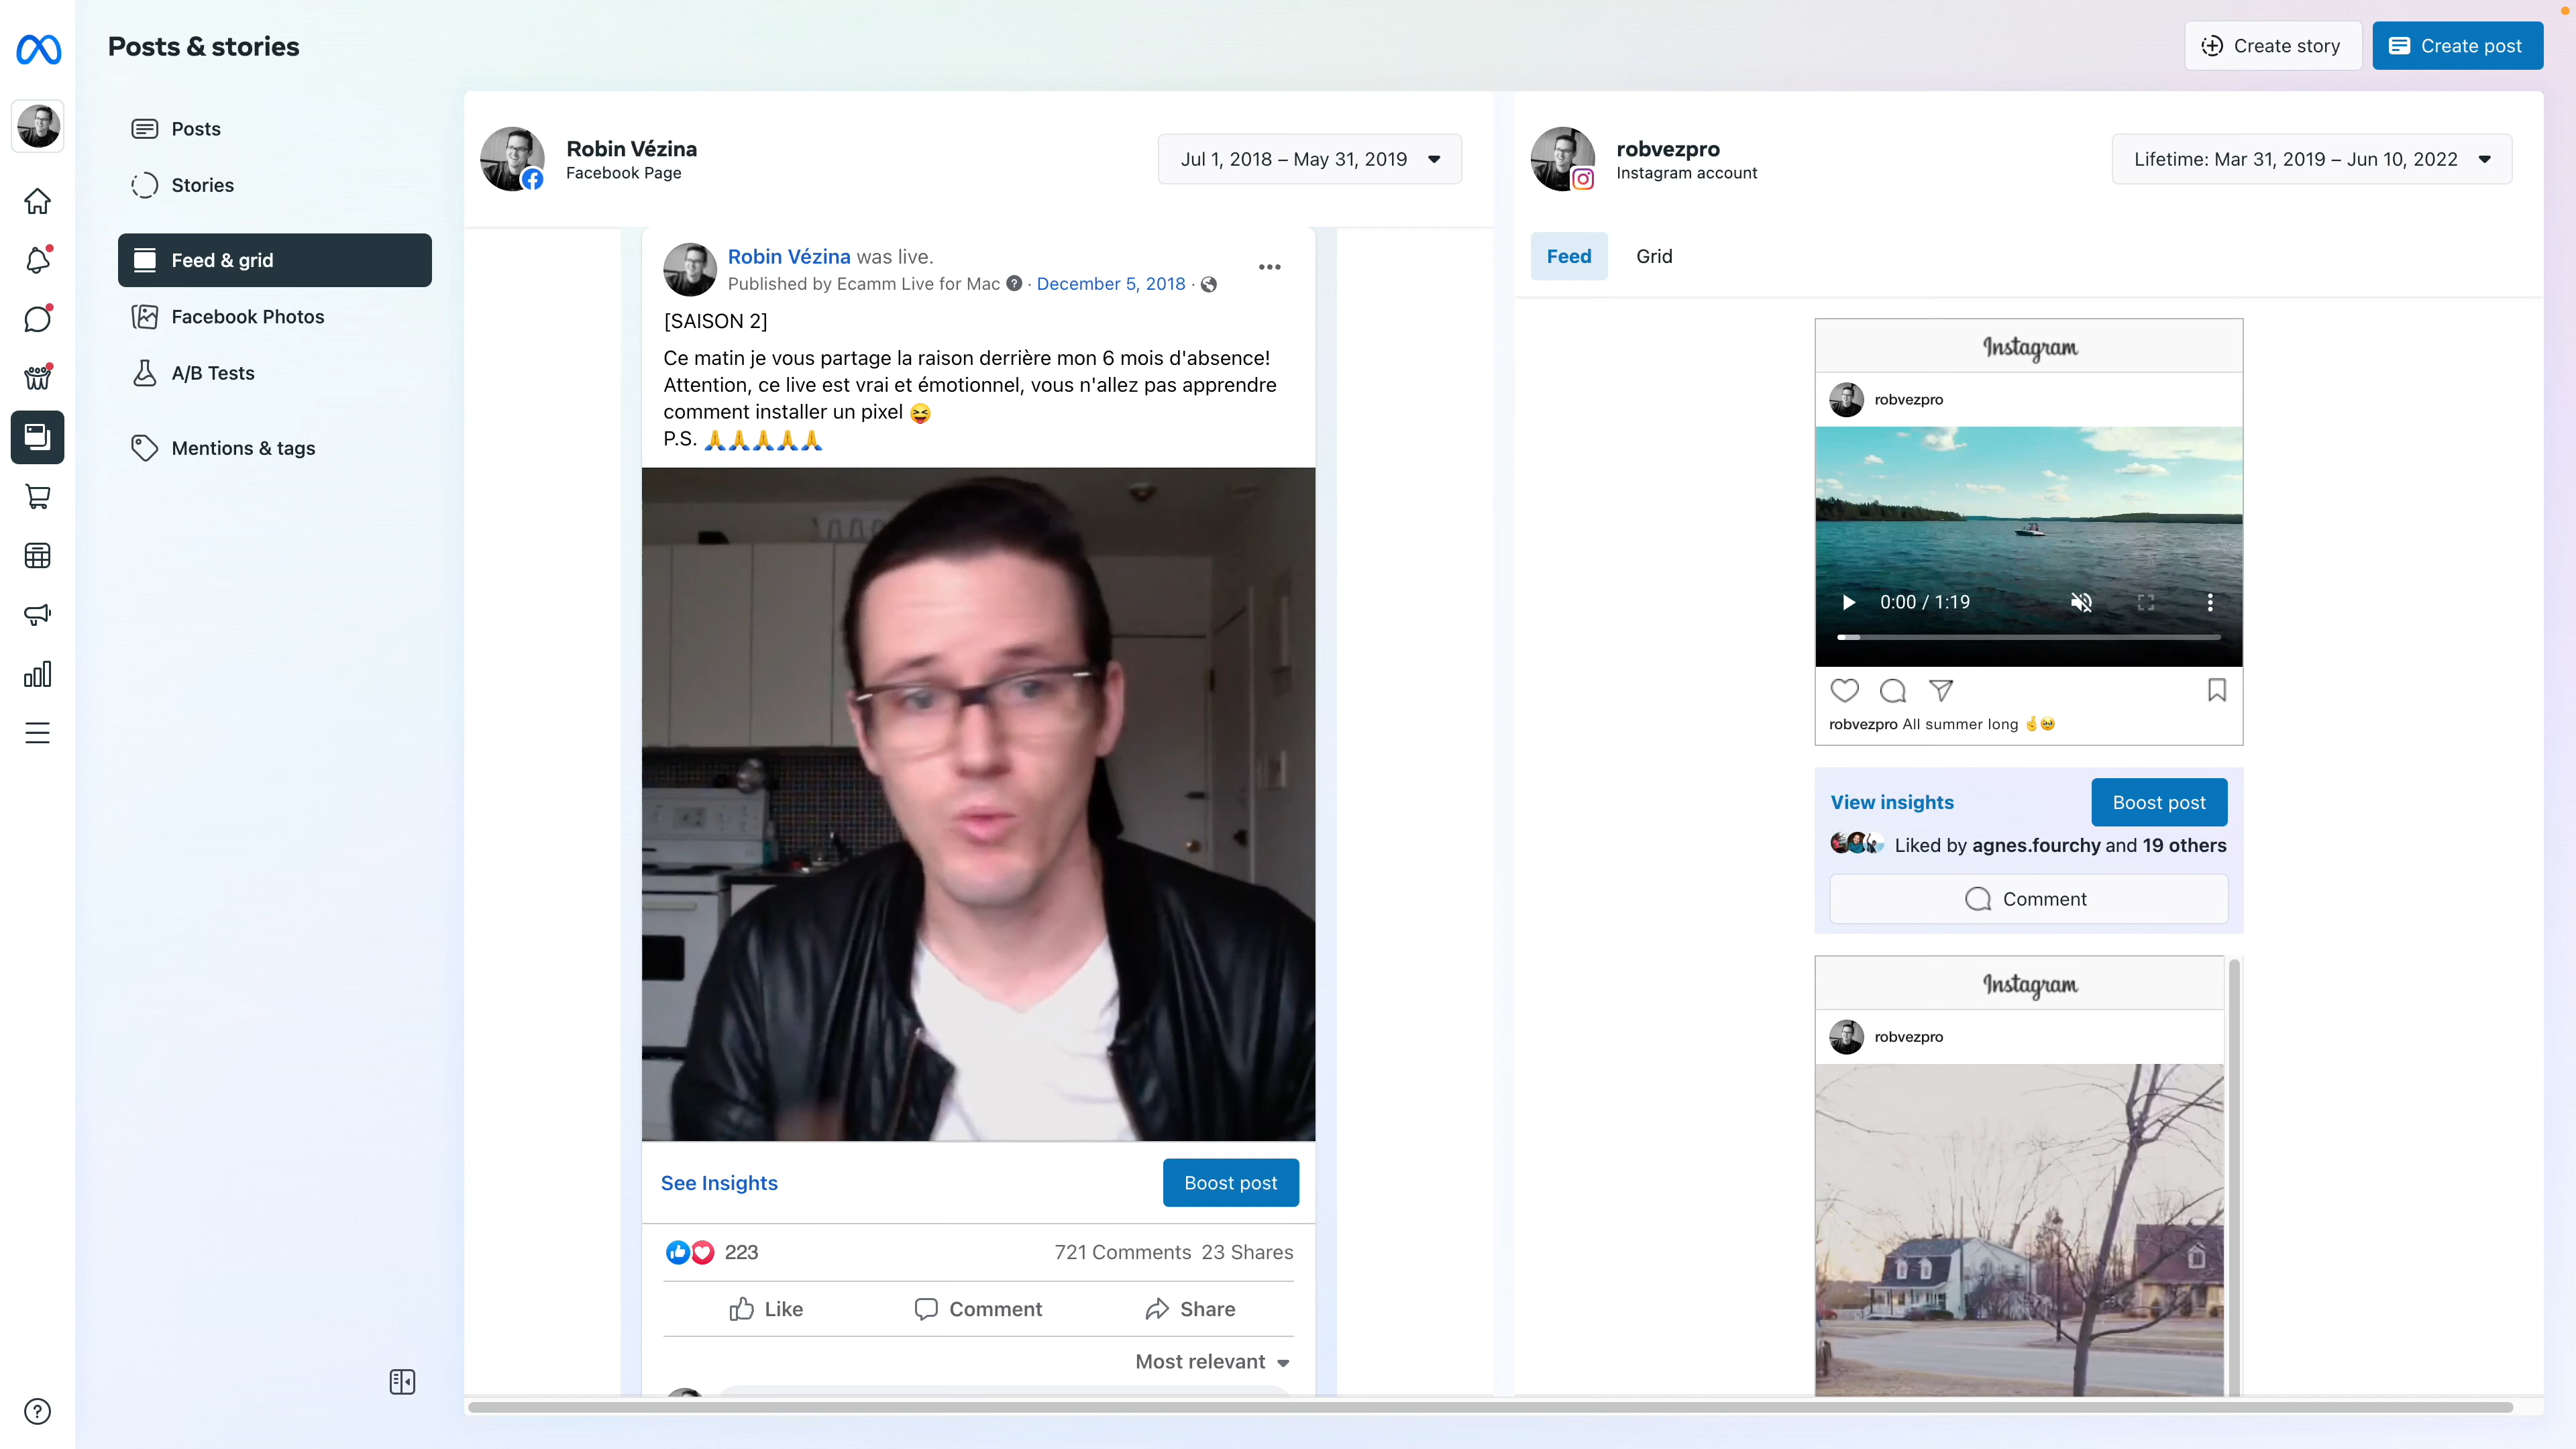 Posts & stories
Create story
Create post
Posts
Stories
Feed & grid
Facebook Photos
A/B Tests
Mentions & tags
Robin Vézina
Facebook Page
Jul 1, 2018 – May 31, 2019
Robin Vézina was live.
Published by Ecamm Live for Mac · December 5, 2018 ·
[SAISON 2]
Ce matin je vous partage la raison derrière mon 6 mois d'absence!
Attention, ce live est vrai et émotionnel, vous n'allez pas apprendre
comment installer un pixel 😝
P.S. 🙏🙏🙏🙏🙏
See Insights
Boost post
223
721 Comments 23 Shares
Like
Comment
Share
Most relevant
robvezpro
Instagram account
Lifetime: Mar 31, 2019 – Jun 10, 2022
Feed
Grid
Instagram
robvezpro
0:00 / 1:19
robvezpro All summer long 🤞🥹
View insights
Boost post
Liked by agnes.fourchy and 19 others
Comment
Instagram
robvezpro